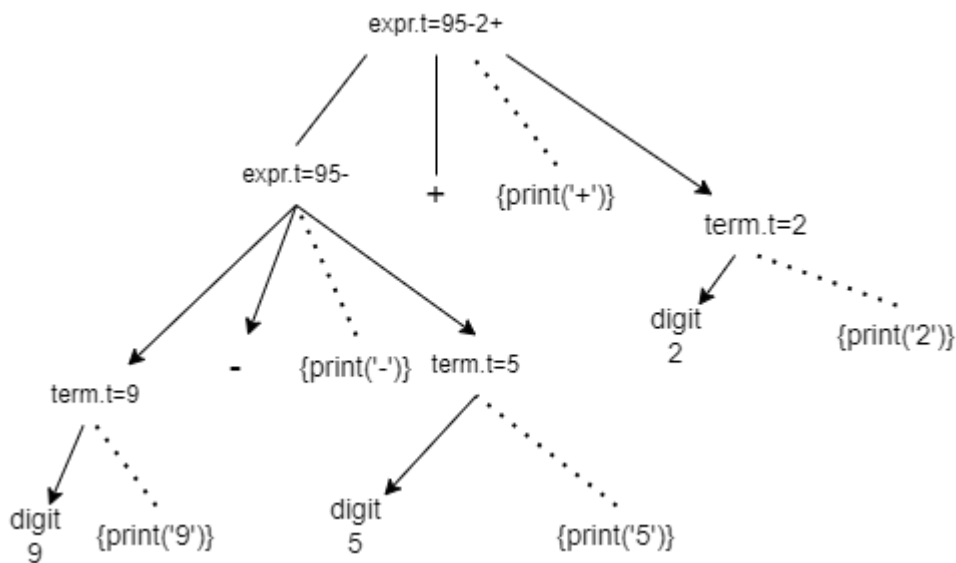 expr.t=95-2+
expr.t=95-
+
{print('+')}
term.t=2
digit
2
{print('2')}
-
{print('-')}
term.t=5
term.t=9
digit
9
{print('9')}
digit
5
{print('5')}